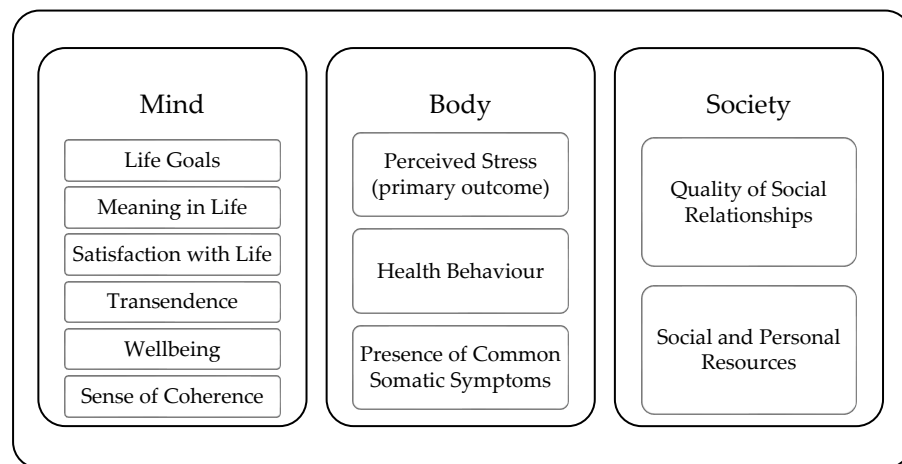 Mind
Life Goals
Meaning in Life
Satisfaction with Life
Transendence
Wellbeing
Sense of Coherence
Body
Perceived Stress
(primary outcome)
Health Behaviour
Presence of Common
Somatic Symptoms
Society
Quality of Social
Relationships
Social and Personal
Resources